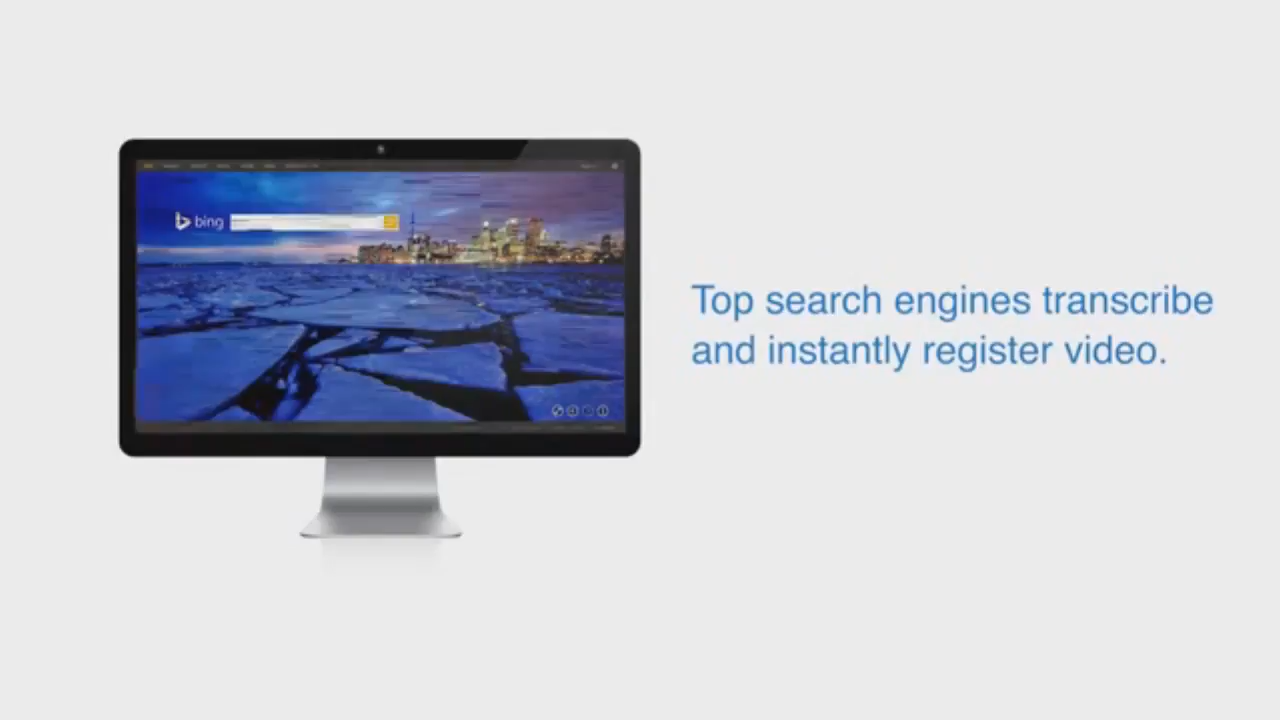 bing
Top search engines transcribe
and instantly register video.